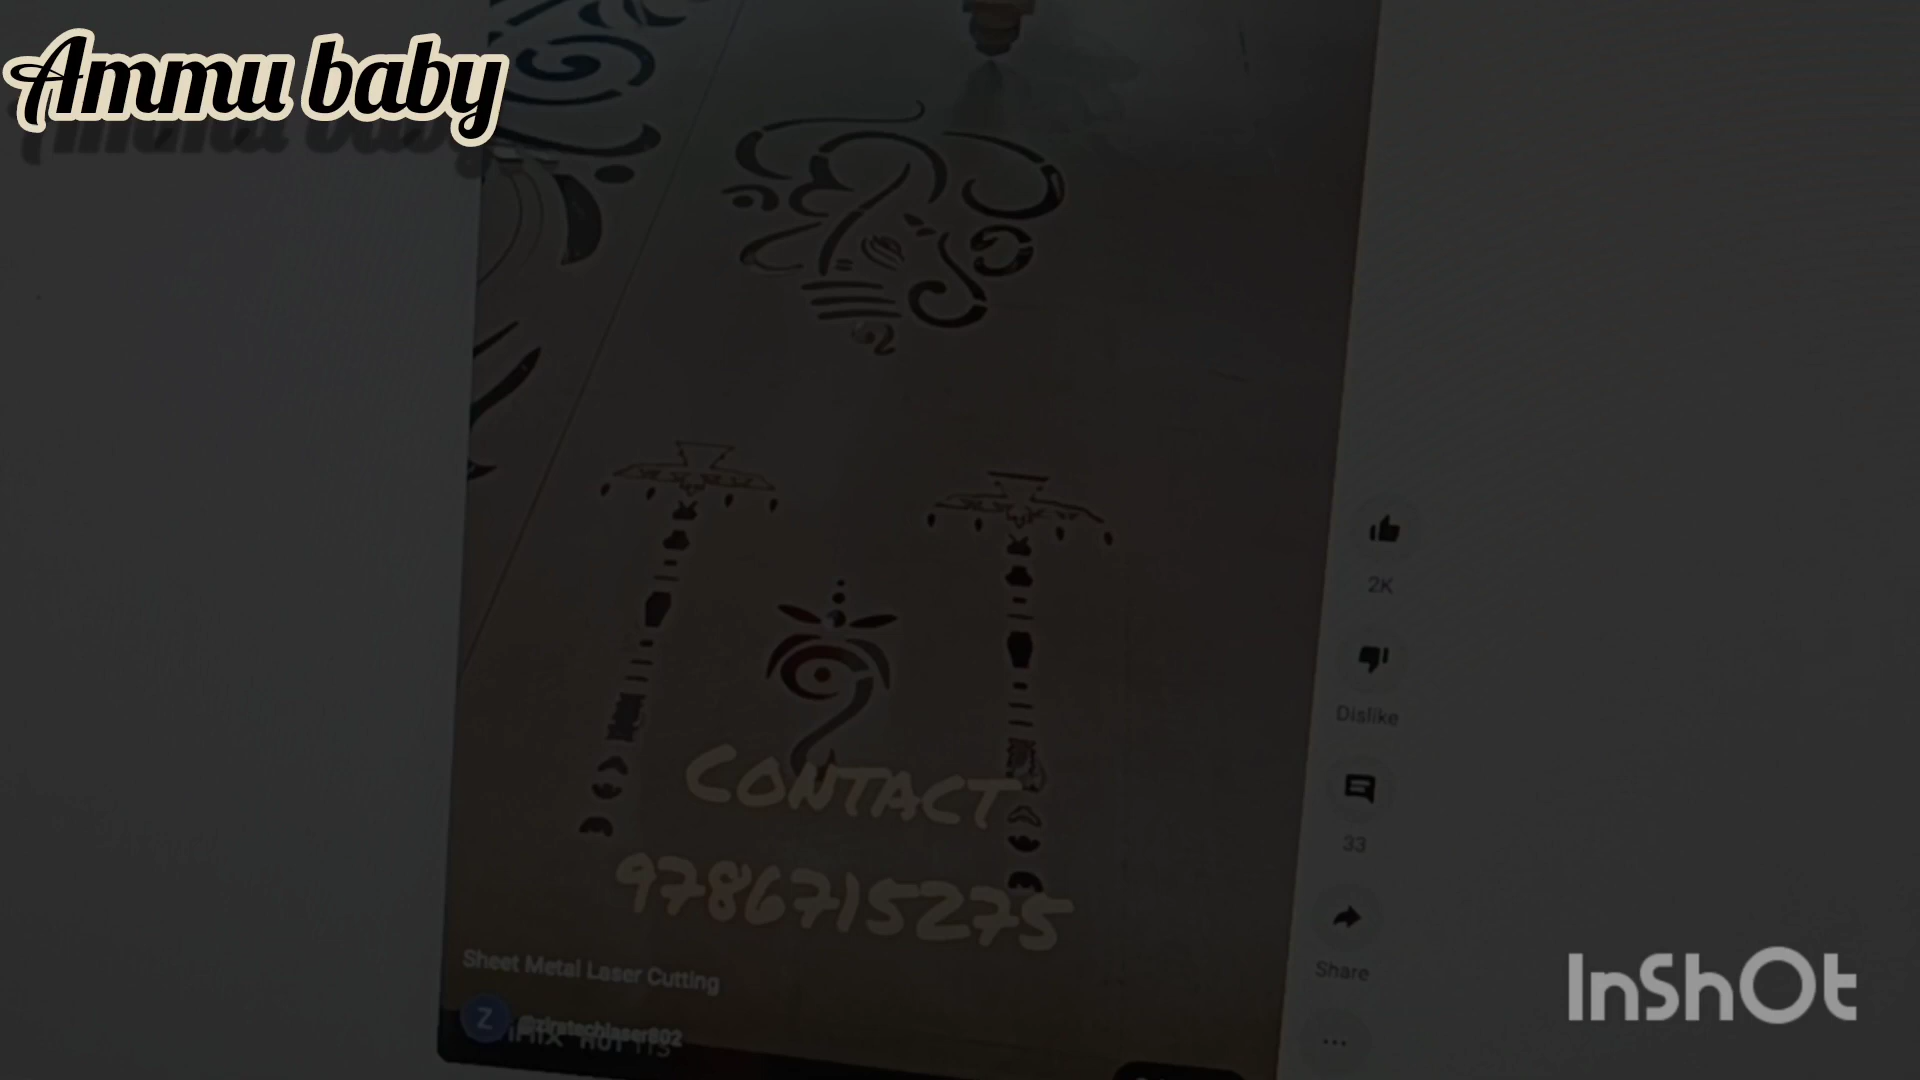 Ammu baby
CONTACT
9786715275
2K
Dislike
33
Share
Sheet Metal Laser Cutting
Z
InShOt